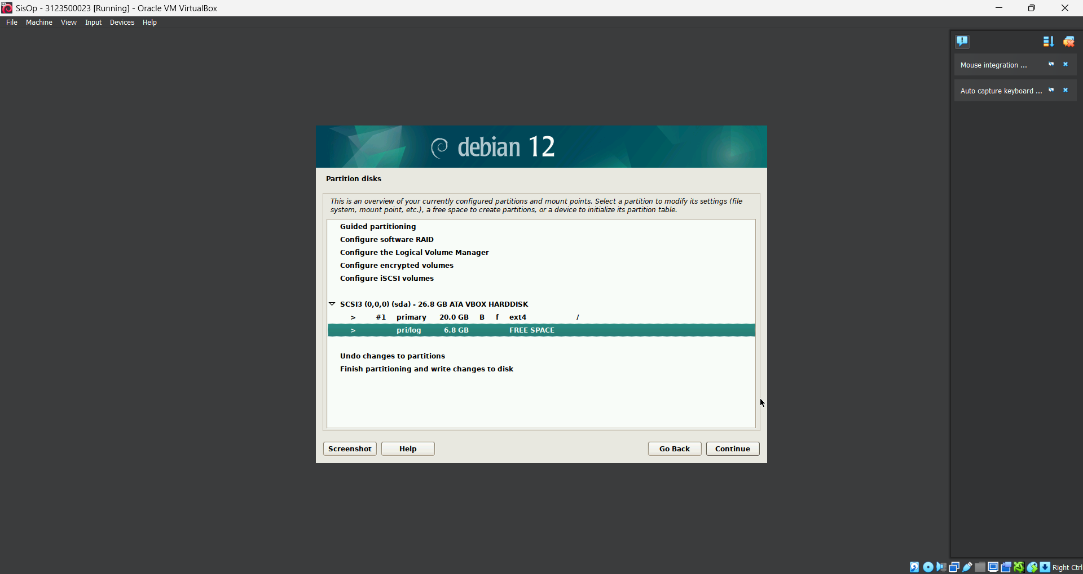 SisOp - 3123500023 [Running] - Oracle VM VirtualBox
File Machine View Input Devices Help
Mouse integration ...
Auto capture keyboard ...
debian 12
Partition disks
This is an overview of your currently configured partitions and mount points. Select a partition to modify its settings (file
system, mount point, etc.), a free space to create partitions, or a device to initialize its partition table.
Guided partitioning
Configure software RAID
Configure the Logical Volume Manager
Configure encrypted volumes
Configure iSCSI volumes
SCSI3 (0,0,0) (sda) - 26.8 GB ATA VBOX HARDDISK
> #1 primary 20.0 GB B f ext4 /
> pri/log 6.8 GB FREE SPACE
Undo changes to partitions
Finish partitioning and write changes to disk
Screenshot Help Go Back Continue
Right Ctrl